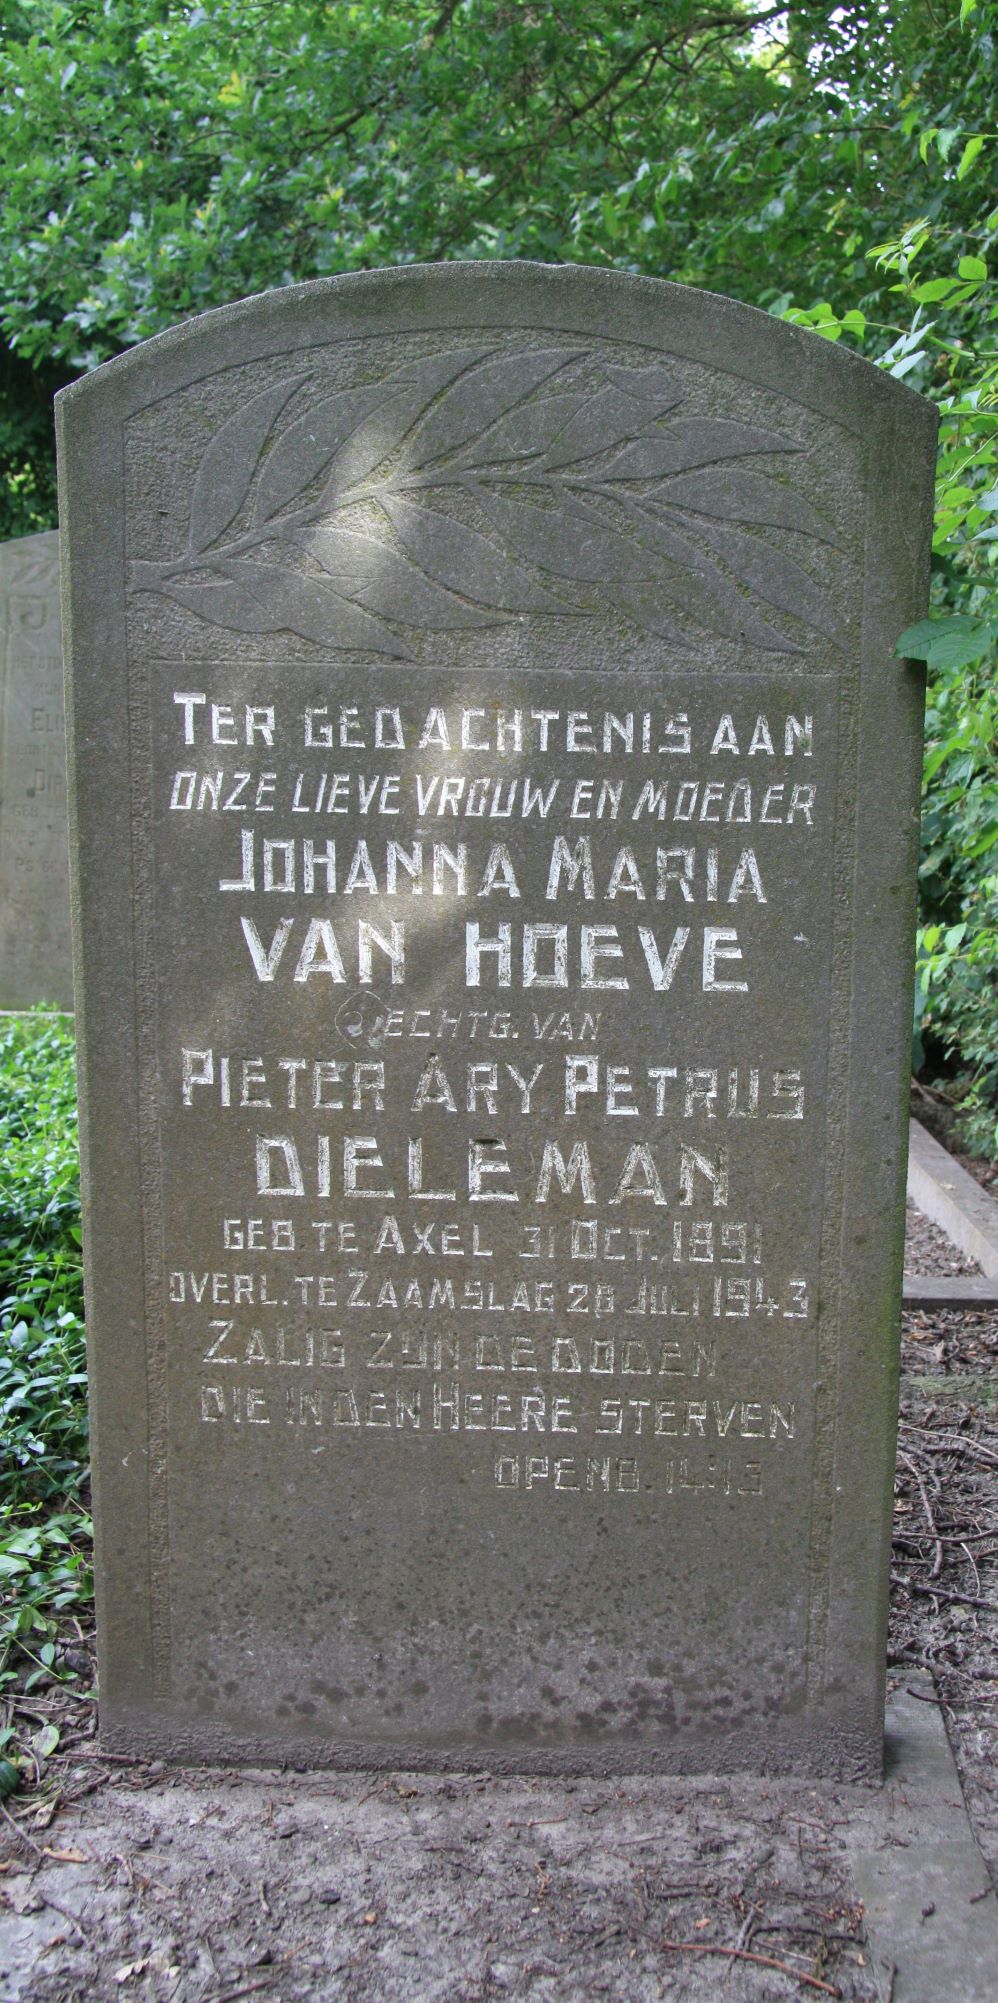 TER GEDACHTENIS AAN
ONZE LIEVE VROUW EN MOEDER
JOHANNA MARIA
VAN HOEVE
ECHTG. VAN
PIETER ARY PETRUS
DIELEMAN
GEB. TE AXEL 31 OCT. 1891
OVERL. TE ZAAMSLAG 28 JULI 1943
ZALIG ZIJN DE DODEN
DIE IN DEN HEERE STERVEN
OPENB. 14:13